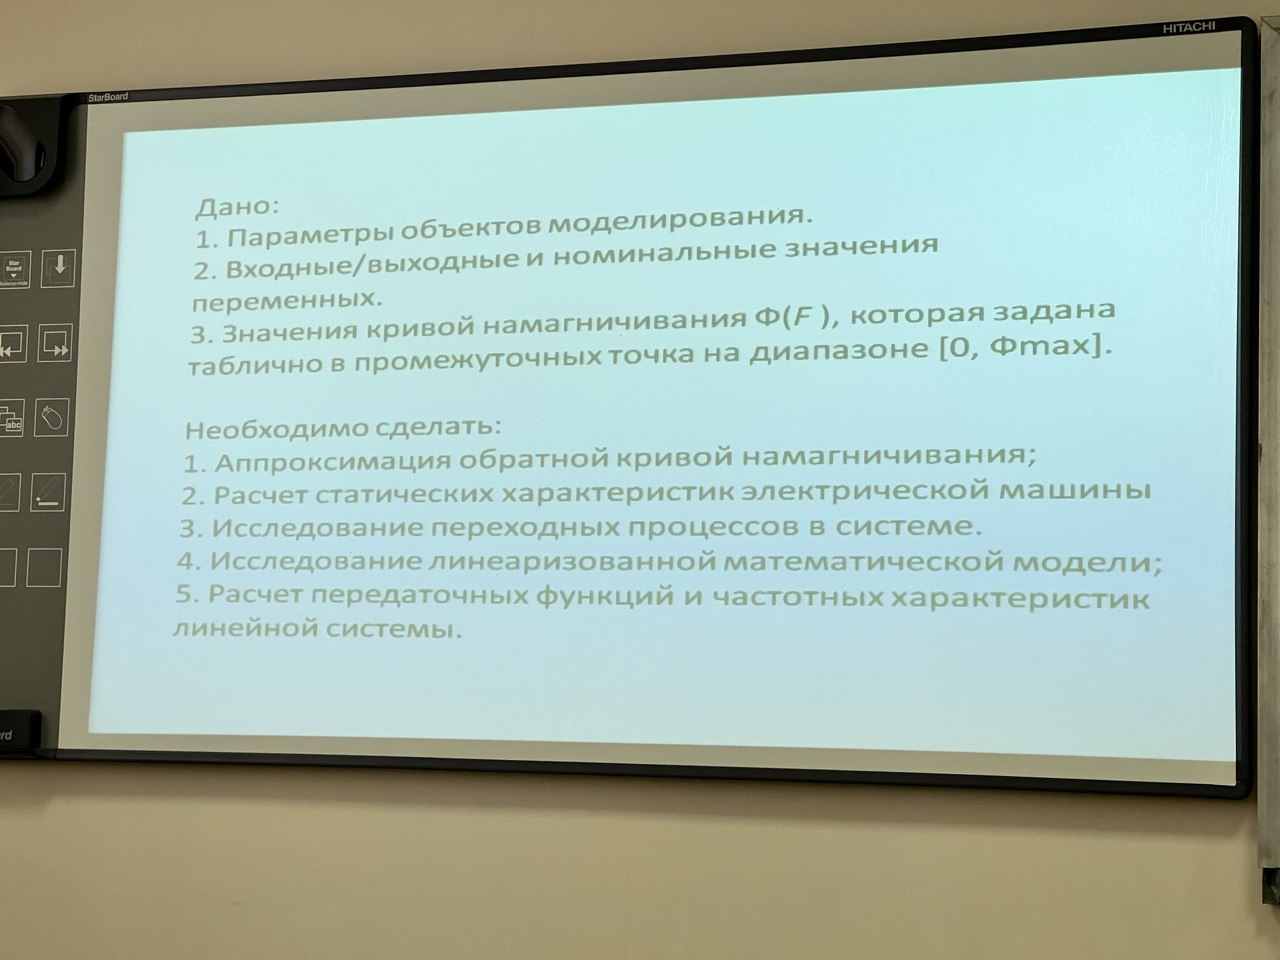 HITACHI
StarBoard
Дано:
1. Параметры объектов моделирования.
2. Входные/выходные и номинальные значения
переменных.
3. Значения кривой намагничивания Φ(F ), которая задана
таблично в промежуточных точка на диапазоне [0, Φmax].
Необходимо сделать:
1. Аппроксимация обратной кривой намагничивания;
2. Расчет статических характеристик электрической машины
3. Исследование переходных процессов в системе.
4. Исследование линеаризованной математической модели;
5. Расчет передаточных функций и частотных характеристик
линейной системы.
Star
Board
abc
rd